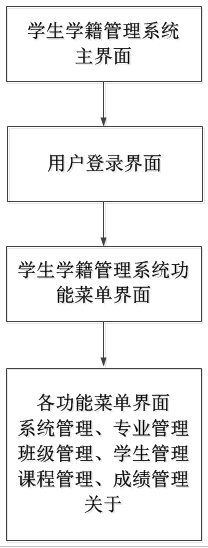 学生学籍管理系统
主界面
用户登录界面
学生学籍管理系统功
能菜单界面
各功能菜单界面
系统管理、专业管理
班级管理、学生管理
课程管理、成绩管理
关于